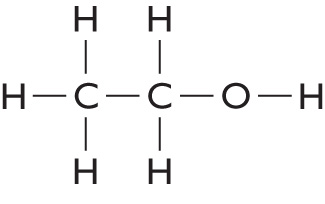 H H
H — C — C — O — H
H H